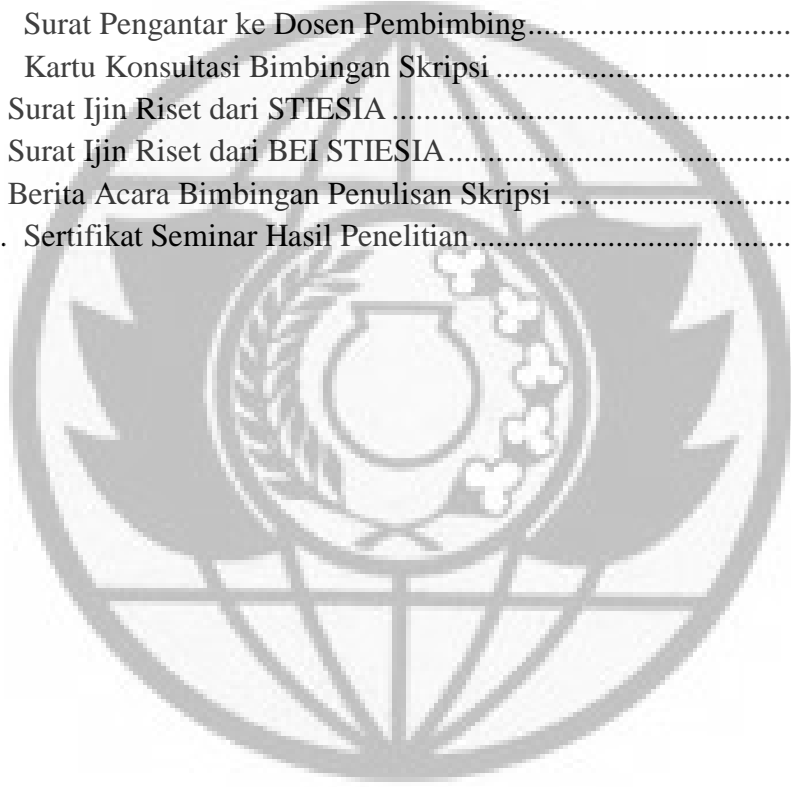 Surat Pengantar ke Dosen Pembimbing....................................
Kartu Konsultasi Bimbingan Skripsi ........................................
Surat Ijin Riset dari STIESIA .....................................................
Surat Ijin Riset dari BEI STIESIA..............................................
Berita Acara Bimbingan Penulisan Skripsi ...............................
. Sertifikat Seminar Hasil Penelitian...........................................